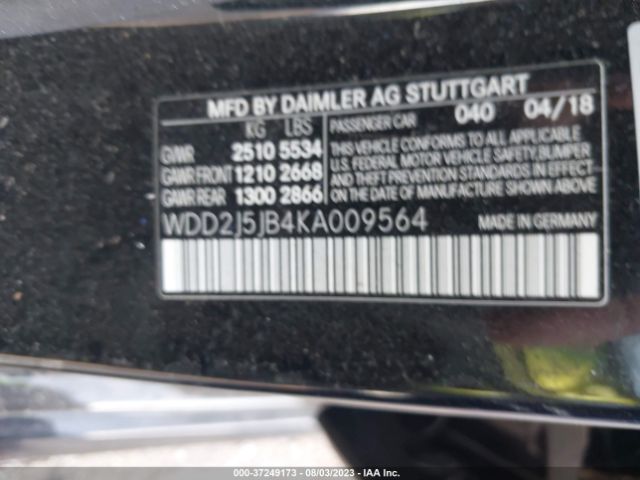 MFD BY DAIMLER AG STUTTGART
KG LBS
GVWR 2510 5534
GAWR FRONT 1210 2668
GAWR REAR 1300 2866
PASSENGER CAR 040 04/18
THIS VEHICLE CONFORMS TO ALL APPLICABLE
U.S. FEDERAL MOTOR VEHICLE SAFETY, BUMPER
AND THEFT PREVENTION STANDARDS IN EFFECT
ON THE DATE OF MANUFACTURE SHOWN ABOVE.
WDD2J5JB4KA009564 MADE IN GERMANY
000-37249173 | 08/03/2023 - IAA Inc.